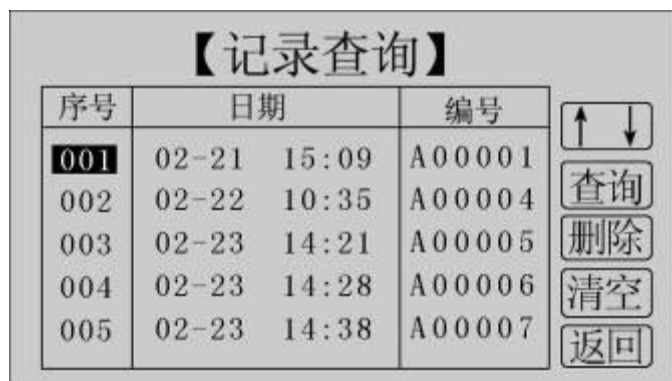 【记录查询】
序号 日期 编号
001 02-21 15:09 A00001
002 02-22 10:35 A00004
003 02-23 14:21 A00005
004 02-23 14:28 A00006
005 02-23 14:38 A00007
↑ ↓
查询
删除
清空
返回